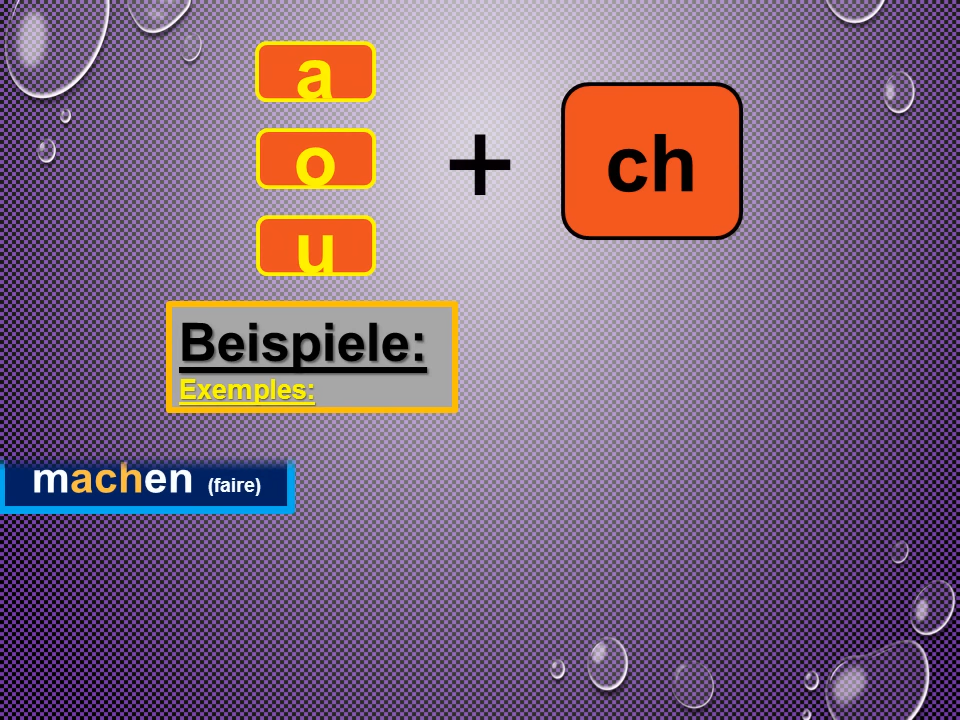 a
o
u
+
ch
Beispiele:
Exemples:
machen (faire)